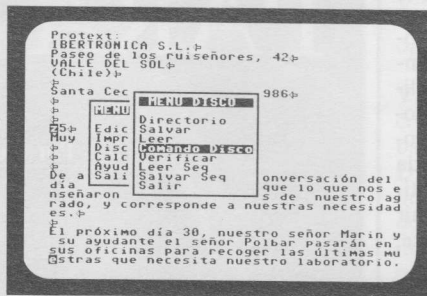 Protext:
IBERTRONICA S.L.
Paseo de los ruiseñores, 42
VALLE DEL SOL
(Chile)
Santa Cec 986
MENU MENU DISCO
Directorio
25 Edic Salvar
Muy Impr Leer
Disc Comando Disco
Calc Verificar
Ayud Leer Seq
De a Sali Salvar Seq onversación del
día Salir que lo que nos e
nseñaron s de nuestro ag
rado, y corresponde a nuestras necesidad
es.
El próximo día 30, nuestro señor Marin y
su ayudante el señor Polbar pasarán en
sus oficinas para recoger las últimas mu
estras que necesita nuestro laboratorio.